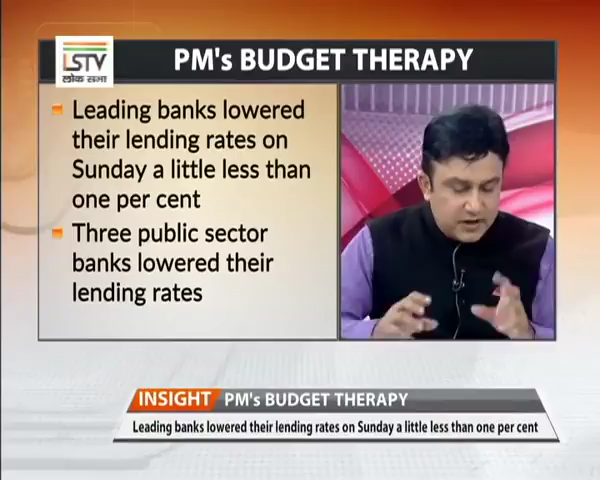 LSTV
लोक सभा
PM's BUDGET THERAPY
Leading banks lowered
their lending rates on
Sunday a little less than
one per cent
Three public sector
banks lowered their
lending rates
INSIGHT PM's BUDGET THERAPY
Leading banks lowered their lending rates on Sunday a little less than one per cent